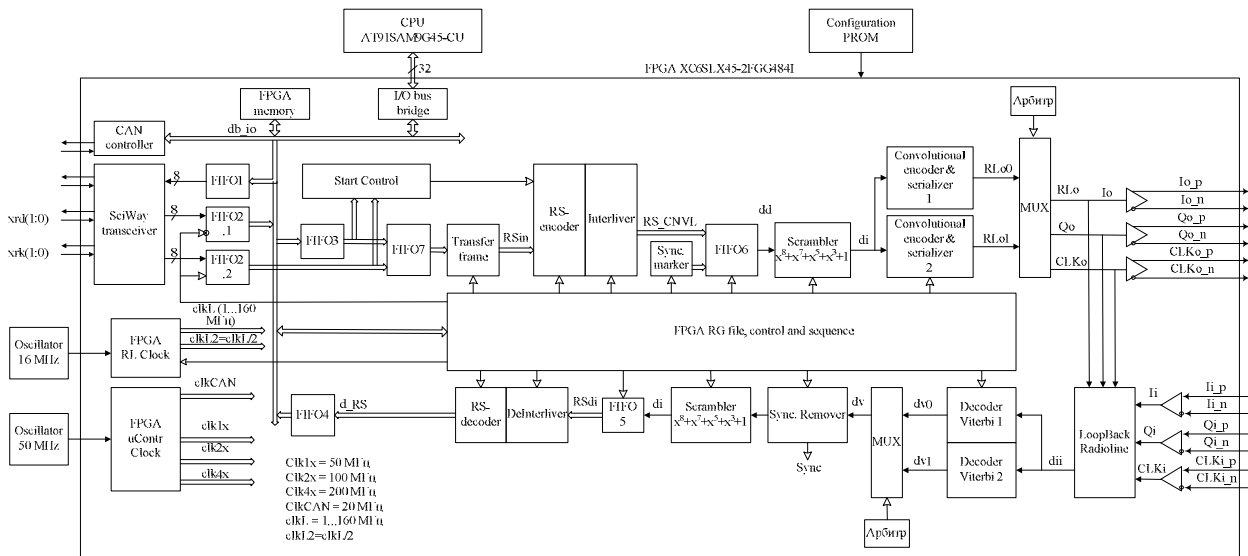 CPU
AT91SAM9G45-CU
Configuration
PROM
32
FPGA XC6SLX45-2FGG484I
FPGA
memory
I/O bus
bridge
Арбитр
CAN
controller
db_io
8
FIFO1
Start Control
Convolutional
encoder &
serializer
1
RLo0
RLo
Io
Io_p
Io_n
xrd(1:0)
SciWay
transceiver
8
FIFO2
.1
RS-
encoder
Interliver
RS_CNVL
dd
MUX
Qo
Qo_p
Qo_n
xrk(1:0)
8
FIFO2
.2
FIFO3
FIFO7
Transfer
frame
RSin
Sync.
marker
FIFO6
Scrambler
x⁸+x⁷+x⁵+x³+1
di
Convolutional
encoder &
serializer
2
RLo1
CLKo
CLKo_p
CLKo_n
clkL (1...160
МГц)
clkL2=clkL/2
FPGA RG file, control and sequence
Oscillator
16 MHz
FPGA
RL Clock
clkCAN
Oscillator
50 MHz
FPGA
uContr
Clock
clk1x
clk2x
clk4x
FIFO4
d_RS
RS-
decoder
DeInterliver
RSdi
FIFO
5
di
Scrambler
x⁸+x⁷+x⁵+x³+1
Sync. Remover
Sync
dv
MUX
dv0
dv1
Decoder
Viterbi 1
Decoder
Viterbi 2
dii
LoopBack
Radioline
Ii
Ii_p
Ii_n
Qi
Qi_p
Qi_n
CLKi
CLKi_p
CLKi_n
Арбитр
Clk1x = 50 МГц,
Clk2x = 100 МГц,
Clk4x = 200 МГц,
ClkCAN = 20 МГц,
clkL = 1...160 МГц,
clkL2=clkL/2